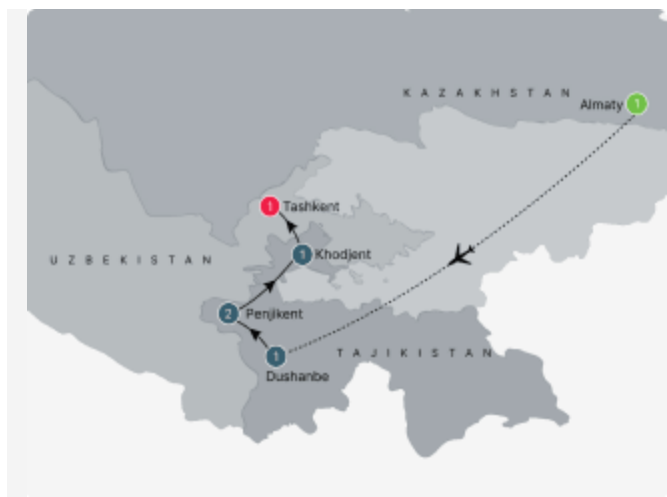 KAZAKHSTAN
Almaty 1
1 Tashkent
1 Khodjent
UZBEKISTAN
2 Penjikent
TAJIKISTAN
1
Dushanbe